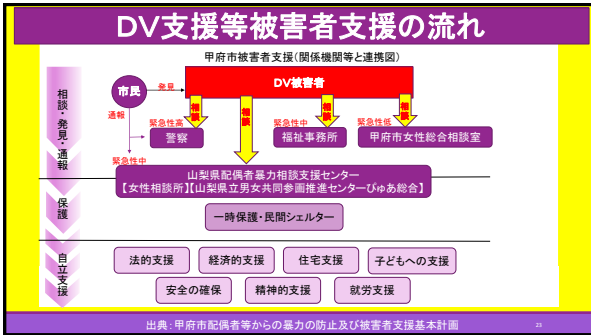 DV支援等被害者支援の流れ
甲府市被害者支援(関係機関等と連携図)
相談・発見・通報
保護
自立支援
市民
発見
通報
DV被害者
相談
相談
相談
相談
緊急性高
警察
緊急性中
福祉事務所
緊急性低
甲府市女性総合相談室
緊急性中
山梨県配偶者暴力相談支援センター
【女性相談所】【山梨県立男女共同参画推進センターぴゅあ総合】
一時保護・民間シェルター
法的支援
経済的支援
住宅支援
子どもへの支援
安全の確保
精神的支援
就労支援
出典:甲府市配偶者等からの暴力の防止及び被害者支援基本計画
23